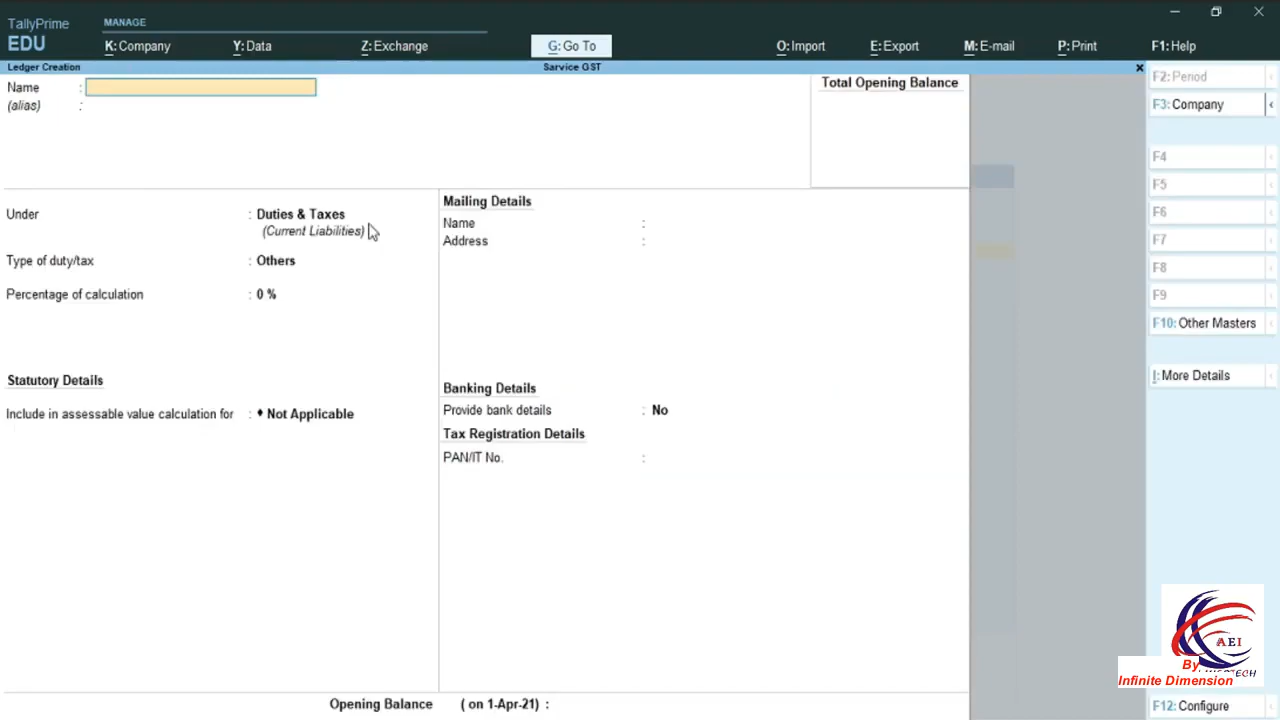 TallyPrime
EDU
MANAGE
K: Company
Y: Data
Z: Exchange
G: Go To
O: Import
E: Export
M: E-mail
P: Print
F1: Help
Ledger Creation
Sarvice GST
Name :
(alias) :
Total Opening Balance
Under : Duties & Taxes
(Current Liabilities)
Type of duty/tax : Others
Percentage of calculation : 0 %
Statutory Details
Include in assessable value calculation for : ♦ Not Applicable
Mailing Details
Name :
Address :
Banking Details
Provide bank details : No
Tax Registration Details
PAN/IT No. :
Opening Balance ( on 1-Apr-21) :
F2: Period
F3: Company
F4
F5
F6
F7
F8
F9
F10: Other Masters
I: More Details
F12: Configure
AEI
By
Infinite Dimension